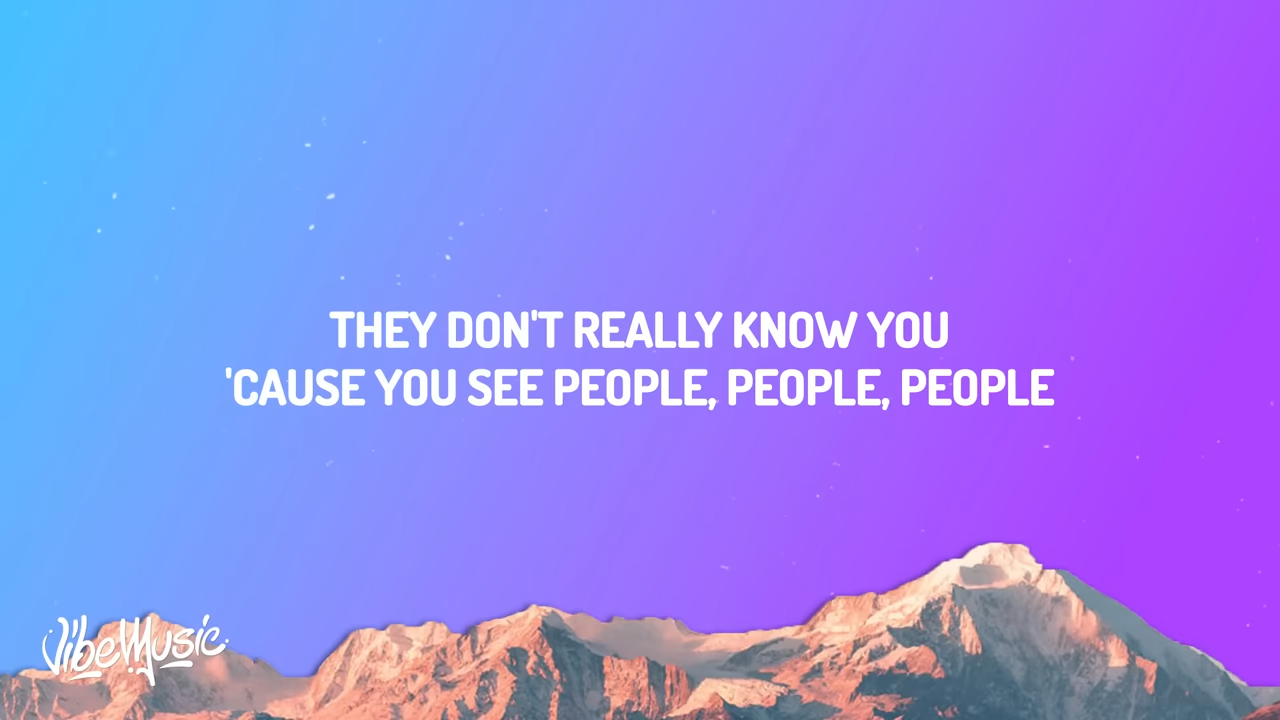 THEY DON'T REALLY KNOW YOU
'CAUSE YOU SEE PEOPLE, PEOPLE, PEOPLE
VibeMusic